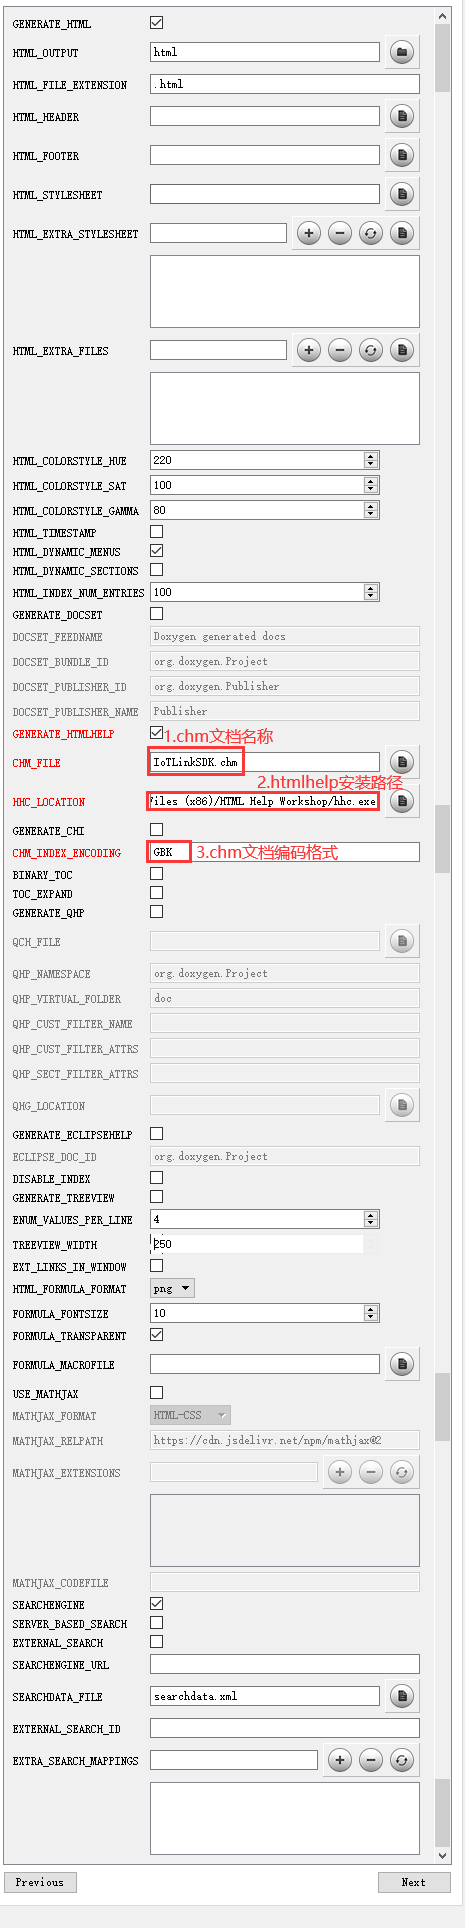 GENERATE_HTML
HTML_OUTPUT html
HTML_FILE_EXTENSION .html
HTML_HEADER
HTML_FOOTER
HTML_STYLESHEET
HTML_EXTRA_STYLESHEET
HTML_EXTRA_FILES
HTML_COLORSTYLE_HUE 220
HTML_COLORSTYLE_SAT 100
HTML_COLORSTYLE_GAMMA 80
HTML_TIMESTAMP
HTML_DYNAMIC_MENUS
HTML_DYNAMIC_SECTIONS
HTML_INDEX_NUM_ENTRIES 100
GENERATE_DOCSET
DOCSET_FEEDNAME Doxygen generated docs
DOCSET_BUNDLE_ID org.doxygen.Project
DOCSET_PUBLISHER_ID org.doxygen.Publisher
DOCSET_PUBLISHER_NAME Publisher
GENERATE_HTMLHELP 1.chm文档名称
CHM_FILE IoTLinkSDK.chm
2.htmlhelp安装路径
HHC_LOCATION Files (x86)/HTML Help Workshop/hhc.exe
GENERATE_CHI
CHM_INDEX_ENCODING GBK 3.chm文档编码格式
BINARY_TOC
TOC_EXPAND
GENERATE_QHP
QCH_FILE
QHP_NAMESPACE org.doxygen.Project
QHP_VIRTUAL_FOLDER doc
QHP_CUST_FILTER_NAME
QHP_CUST_FILTER_ATTRS
QHP_SECT_FILTER_ATTRS
QHG_LOCATION
GENERATE_ECLIPSEHELP
ECLIPSE_DOC_ID org.doxygen.Project
DISABLE_INDEX
GENERATE_TREEVIEW
ENUM_VALUES_PER_LINE 4
TREEVIEW_WIDTH 250
EXT_LINKS_IN_WINDOW
HTML_FORMULA_FORMAT png
FORMULA_FONTSIZE 10
FORMULA_TRANSPARENT
FORMULA_MACROFILE
USE_MATHJAX
MATHJAX_FORMAT HTML-CSS
MATHJAX_RELPATH https://cdn.jsdelivr.net/npm/mathjax@2
MATHJAX_EXTENSIONS
MATHJAX_CODEFILE
SEARCHENGINE
SERVER_BASED_SEARCH
EXTERNAL_SEARCH
SEARCHENGINE_URL
SEARCHDATA_FILE searchdata.xml
EXTERNAL_SEARCH_ID
EXTRA_SEARCH_MAPPINGS
Previous Next